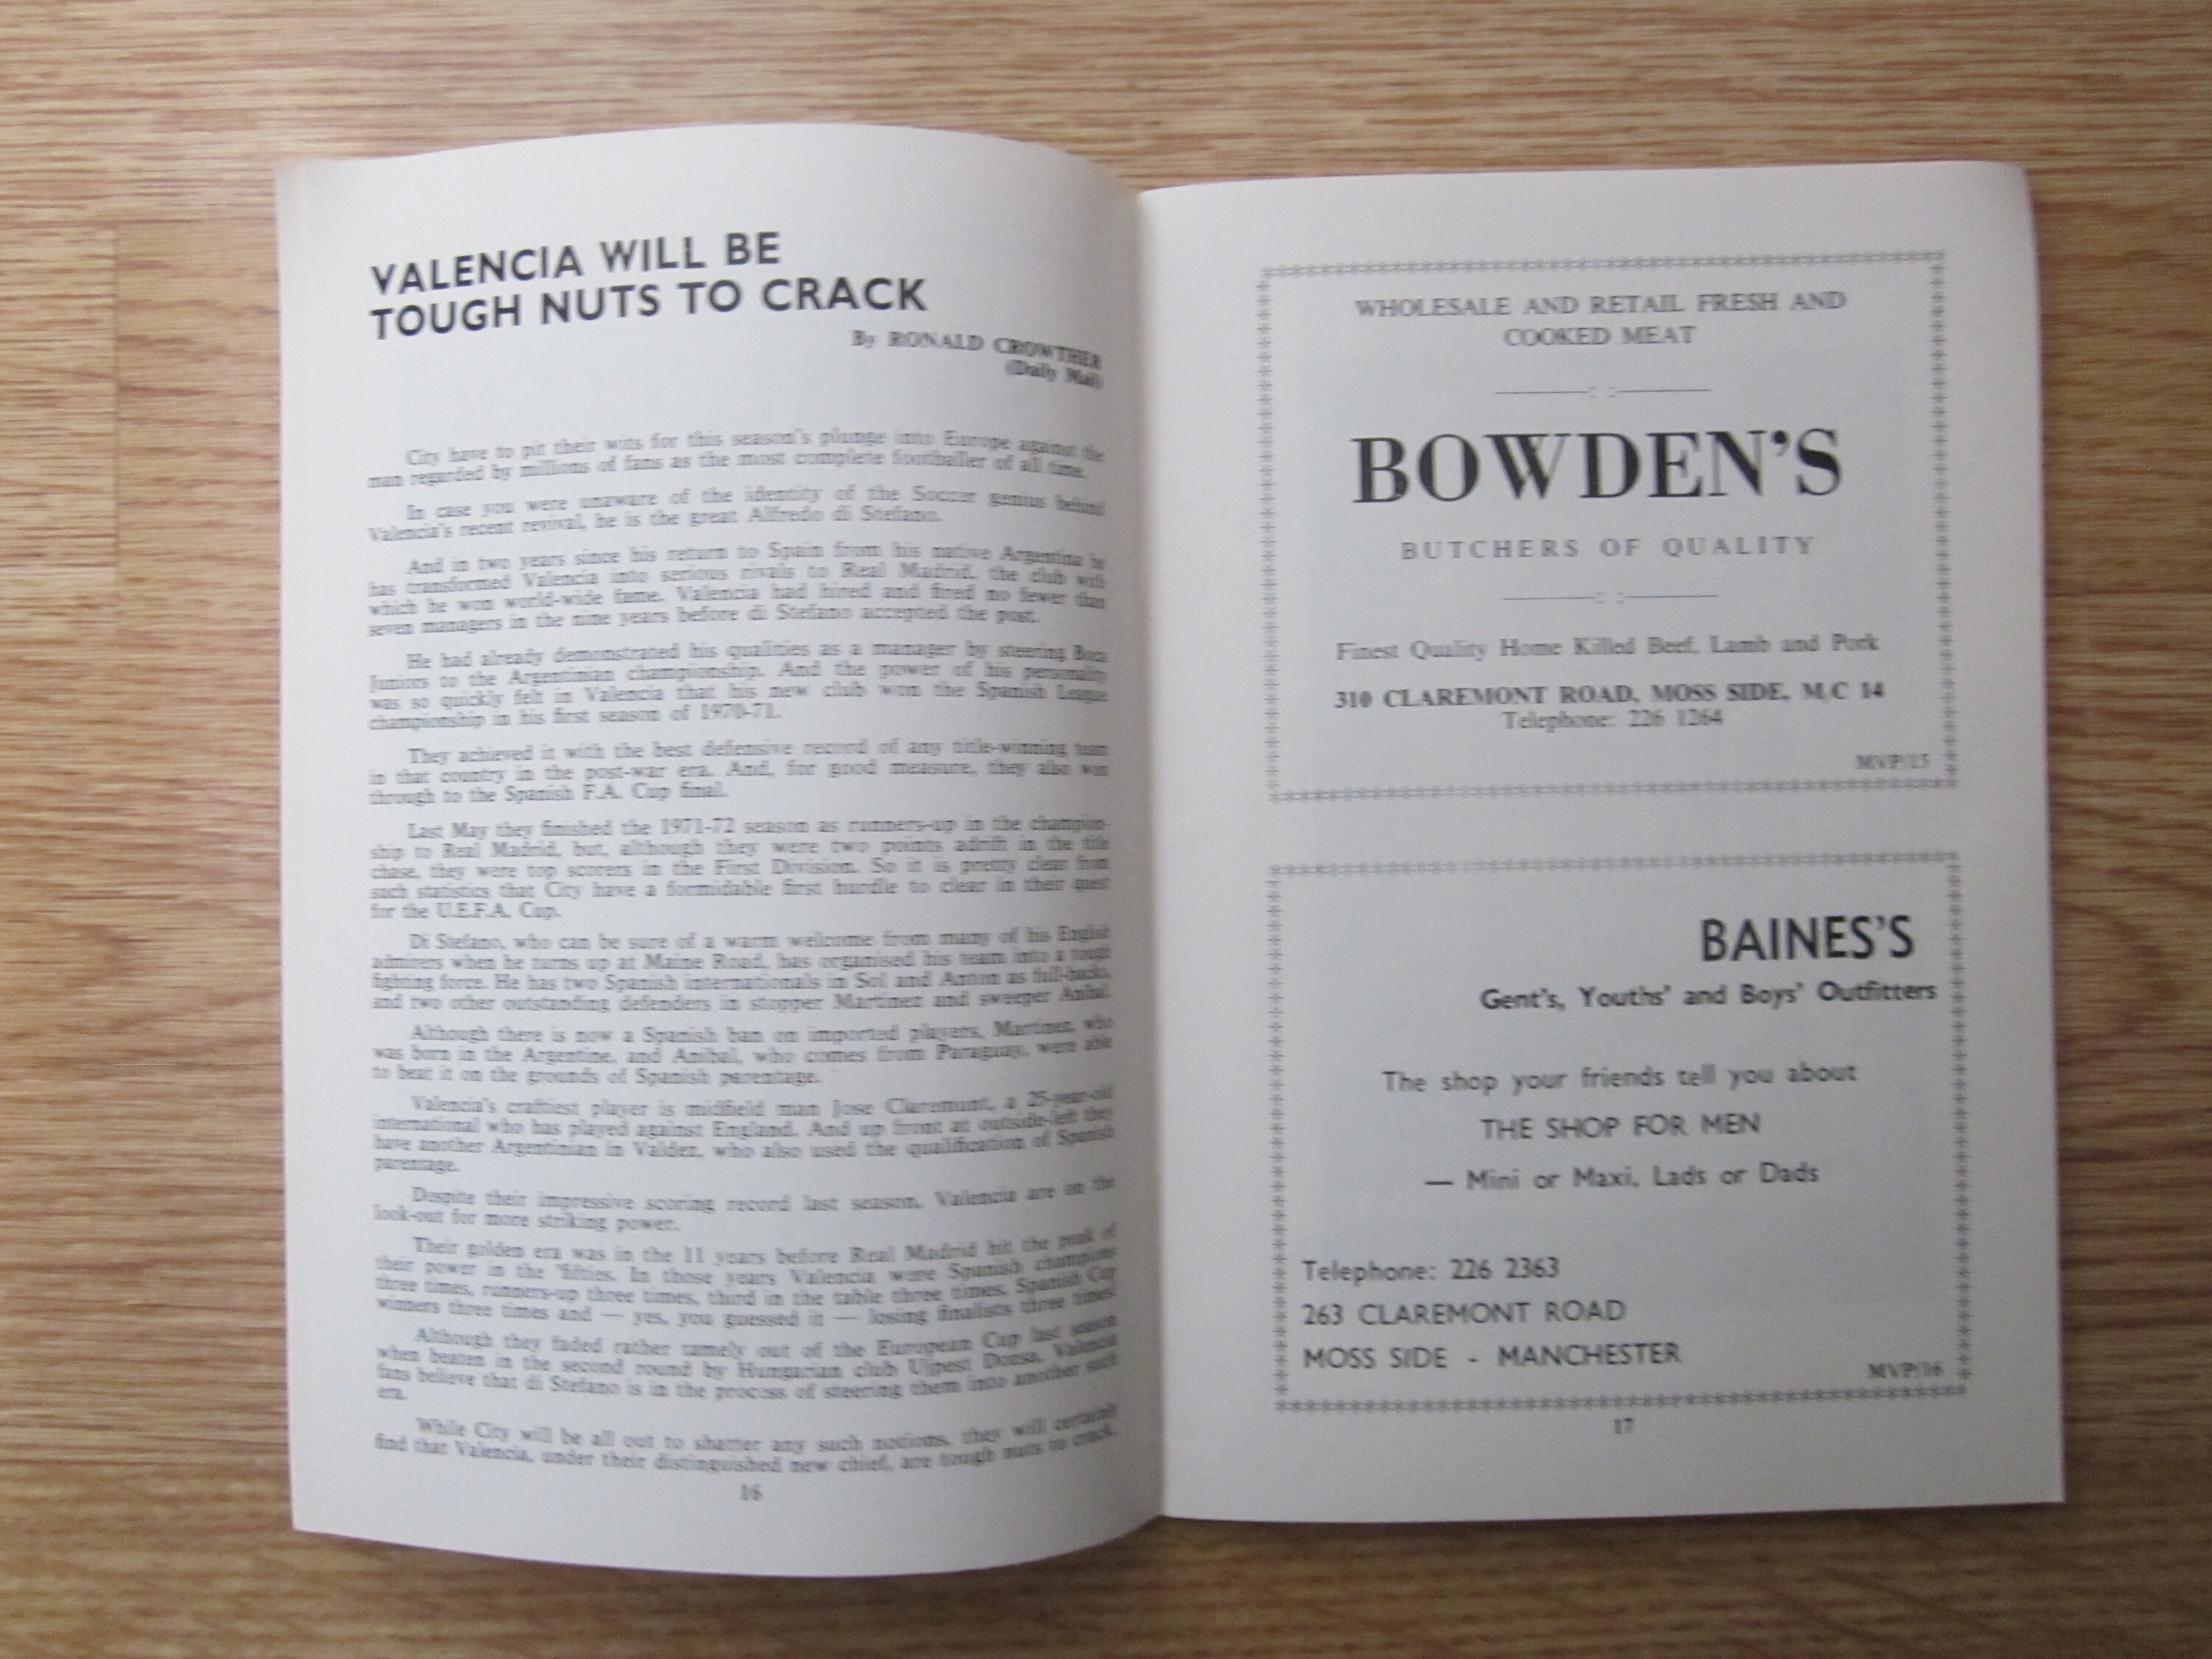 VALENCIA WILL BE
TOUGH NUTS TO CRACK
By RONALD CROWTHER
(Daily Mail)
City have to pit their wits for this season's plunge into Europe against the
man regarded by millions of fans as the most complete footballer of all time.
In case you were unaware of the identity of the Soccer genius behind
Valencia's recent revival, he is the great Alfredo di Stefano.
And in two years since his return to Spain from his native Argentina he
has transformed Valencia into serious rivals to Real Madrid, the club with
which he won world-wide fame. Valencia had hired and fired no fewer than
seven managers in the nine years before di Stefano accepted the post.
He had already demonstrated his qualities as a manager by steering Boca
Juniors to the Argentinian championship. And the power of his personality
was so quickly felt in Valencia that his new club won the Spanish League
championship in his first season of 1970-71.
They achieved it with the best defensive record of any title-winning team
in that country in the post-war era. And, for good measure, they also won
through to the Spanish F.A. Cup final.
Last May they finished the 1971-72 season as runners-up in the champion-
ship to Real Madrid, but, although they were two points adrift in the title
chase, they were top scorers in the First Division. So it is pretty clear from
such statistics that City have a formidable first hurdle to clear in their quest
for the U.E.F.A. Cup.
Di Stefano, who can be sure of a warm welcome from many of his English
admirers when he turns up at Maine Road, has organised his team into a tough
fighting force. He has two Spanish internationals in Sol and Anton as full-backs,
and two other outstanding defenders in stopper Martinez and sweeper Anibal.
Although there is now a Spanish ban on imported players, Martinez, who
was born in the Argentine, and Anibal, who comes from Paraguay, were able
to beat it on the grounds of Spanish parentage.
Valencia's craftiest player is midfield man Jose Claramunt, a 25-year-old
international who has played against England. And up front at outside-left they
have another Argentinian in Valdez, who also used the qualification of Spanish
parentage.
Despite their impressive scoring record last season, Valencia are on the
look-out for more striking power.
Their golden era was in the 11 years before Real Madrid hit the peak of
their power in the 'fifties. In those years Valencia were Spanish champions
three times, runners-up three times, third in the table three times, Spanish Cup
winners three times and — yes, you guessed it — losing finalists three times!
Although they faded rather tamely out of the European Cup last season
when beaten in the second round by Hungarian club Ujpest Dozsa, Valencia
fans believe that di Stefano is in the process of steering them into another such
era.
While City will be all out to shatter any such notions, they will certainly
find that Valencia, under their distinguished new chief, are tough nuts to crack.
16
WHOLESALE AND RETAIL FRESH AND
COOKED MEAT
BOWDEN'S
BUTCHERS OF QUALITY
Finest Quality Home Killed Beef, Lamb and Pork
310 CLAREMONT ROAD, MOSS SIDE, M/C 14
Telephone: 226 1264
MVP/15
BAINES'S
Gent's, Youths' and Boys' Outfitters
The shop your friends tell you about
THE SHOP FOR MEN
— Mini or Maxi, Lads or Dads
Telephone: 226 2363
263 CLAREMONT ROAD
MOSS SIDE - MANCHESTER
MVP/16
17